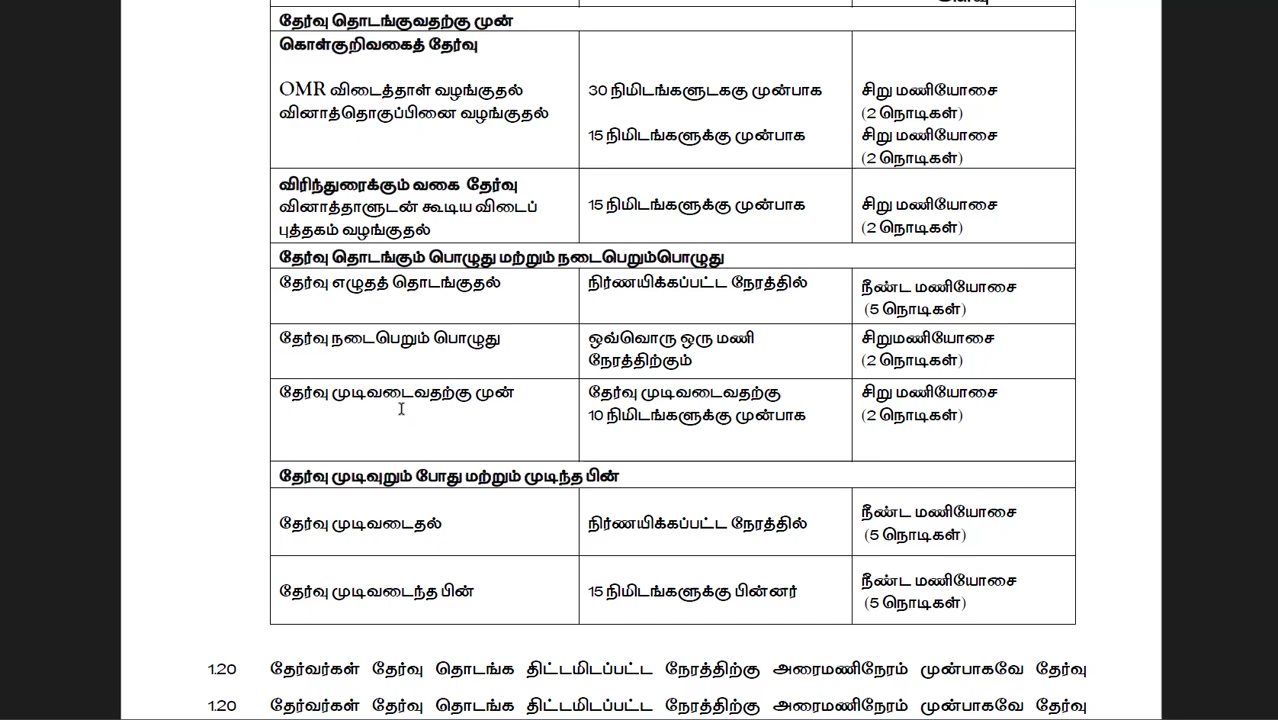 தேர்வு தொடங்குவதற்கு முன்
கொள்குறிவகைத் தேர்வு
OMR விடைத்தாள் வழங்குதல்
வினாத்தொகுப்பினை வழங்குதல்
30 நிமிடங்களுடககு முன்பாக
15 நிமிடங்களுக்கு முன்பாக
சிறு மணியோசை
(2 நொடிகள்)
சிறு மணியோசை
(2 நொடிகள்)
விரிந்துரைக்கும் வகை தேர்வு
வினாத்தாளுடன் கூடிய விடைப்
புத்தகம் வழங்குதல்
15 நிமிடங்களுக்கு முன்பாக
சிறு மணியோசை
(2 நொடிகள்)
தேர்வு தொடங்கும் பொழுது மற்றும் நடைபெறும்பொழுது
தேர்வு எழுதத் தொடங்குதல்
நிர்ணயிக்கப்பட்ட நேரத்தில்
நீண்ட மணியோசை
(5 நொடிகள்)
தேர்வு நடைபெறும் பொழுது
ஒவ்வொரு ஒரு மணி
நேரத்திற்கும்
சிறுமணியோசை
(2 நொடிகள்)
தேர்வு முடிவடைவதற்கு முன்
தேர்வு முடிவடைவதற்கு
10 நிமிடங்களுக்கு முன்பாக
சிறு மணியோசை
(2 நொடிகள்)
தேர்வு முடிவுறும் போது மற்றும் முடிந்த பின்
தேர்வு முடிவடைதல்
நிர்ணயிக்கப்பட்ட நேரத்தில்
நீண்ட மணியோசை
(5 நொடிகள்)
தேர்வு முடிவடைந்த பின்
15 நிமிடங்களுக்கு பின்னர்
நீண்ட மணியோசை
(5 நொடிகள்)
1.20 தேர்வர்கள் தேர்வு தொடங்க திட்டமிடப்பட்ட நேரத்திற்கு அரைமணிநேரம் முன்பாகவே தேர்வு
1.20 தேர்வர்கள் தேர்வு தொடங்க திட்டமிடப்பட்ட நேரத்திற்கு அரைமணிநேரம் முன்பாகவே தேர்வு